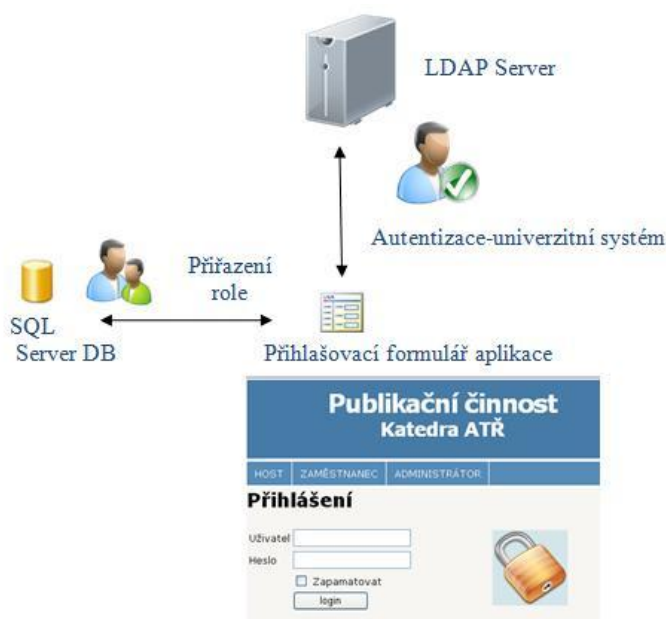 LDAP Server
Autentizace-univerzitní systém
Přiřazení
role
SQL
Server DB
Přihlašovací formulář aplikace
Publikační činnost
Katedra ATŘ
HOST ZAMĚSTNANEC ADMINISTRÁTOR
Přihlášení
Uživatel
Heslo
Zapamatovat
login